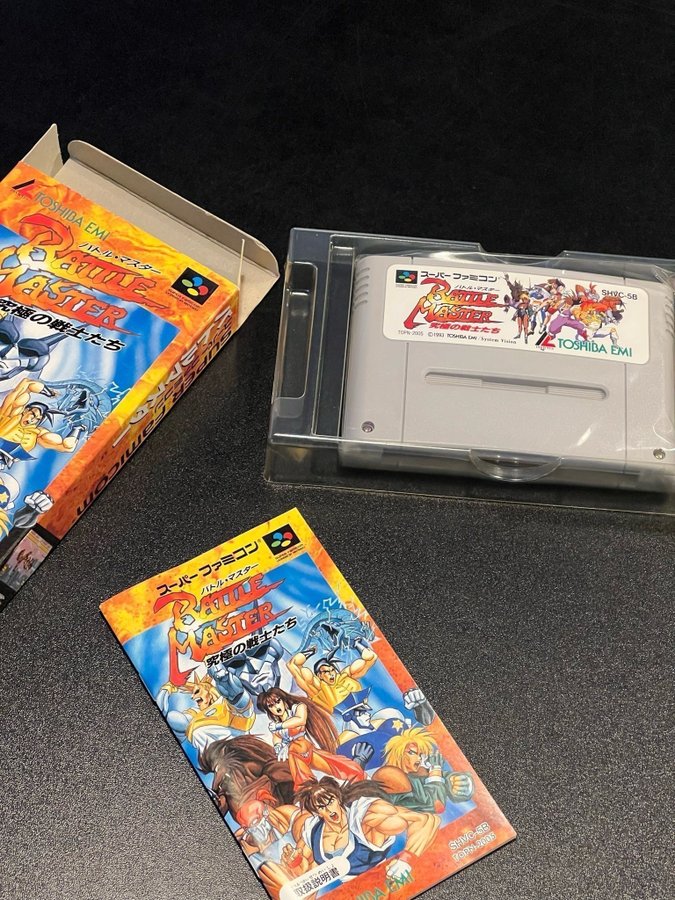 TOSHIBA EMI
バトル・マスター
BATTLE
MASTER
究極の戦士たち
スーパーファミコン
バトル・マスター
BATTLE
MASTER
究極の戦士たち
SHVC-5B
TOPN-2005
©1993 TOSHIBA EMI/System Vision
TOSHIBA EMI
スーパーファミコン
バトル・マスター
BATTLE
MASTER
究極の戦士たち
SHVC-5B
TOPN-2005
取扱説明書
TOSHIBA EMI